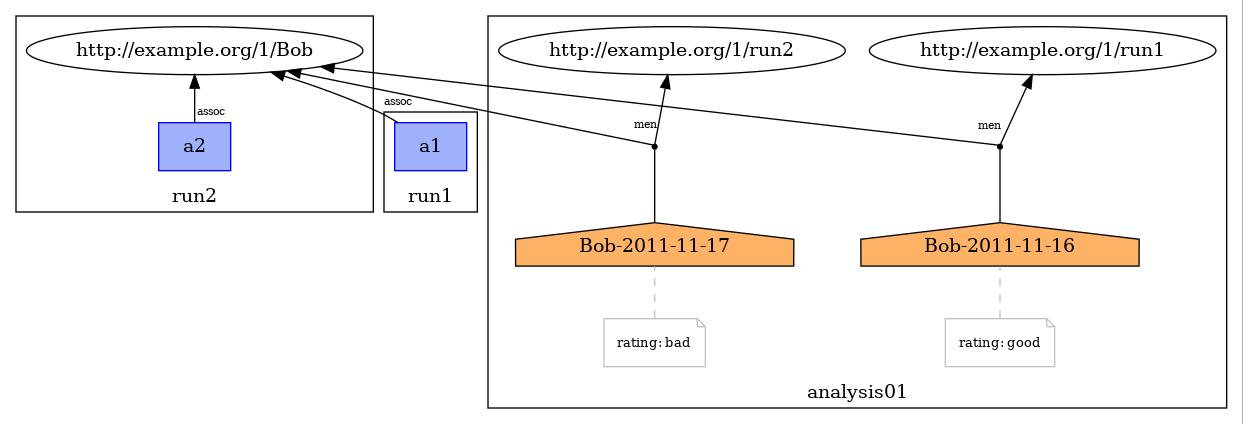 http://example.org/1/Bob
http://example.org/1/run2
http://example.org/1/run1
assoc
assoc
men
men
a2
a1
run2
run1
Bob-2011-11-17
Bob-2011-11-16
rating: bad
rating: good
analysis01